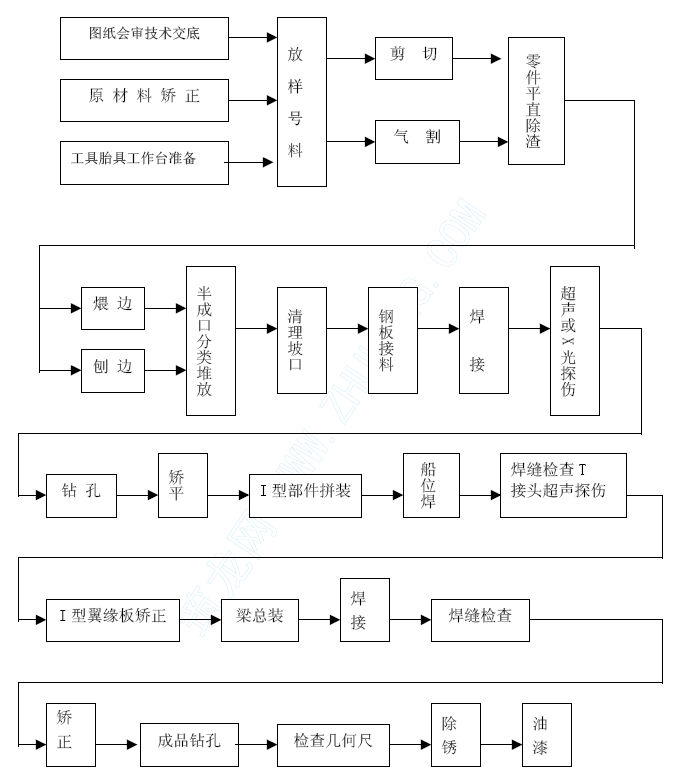 图纸会审技术交底
原材料矫正
工具胎具工作台准备
放样号料
剪切
气割
零件平直除渣
煨边
刨边
半成口分类堆放
清理坡口
钢板接料
焊接
超声或X光探伤
钻孔
矫平
I型部件拼装
船位焊
焊缝检查T
接头超声探伤
I型翼缘板矫正
梁总装
焊接
焊缝检查
矫正
成品钻孔
检查几何尺
除锈
油漆